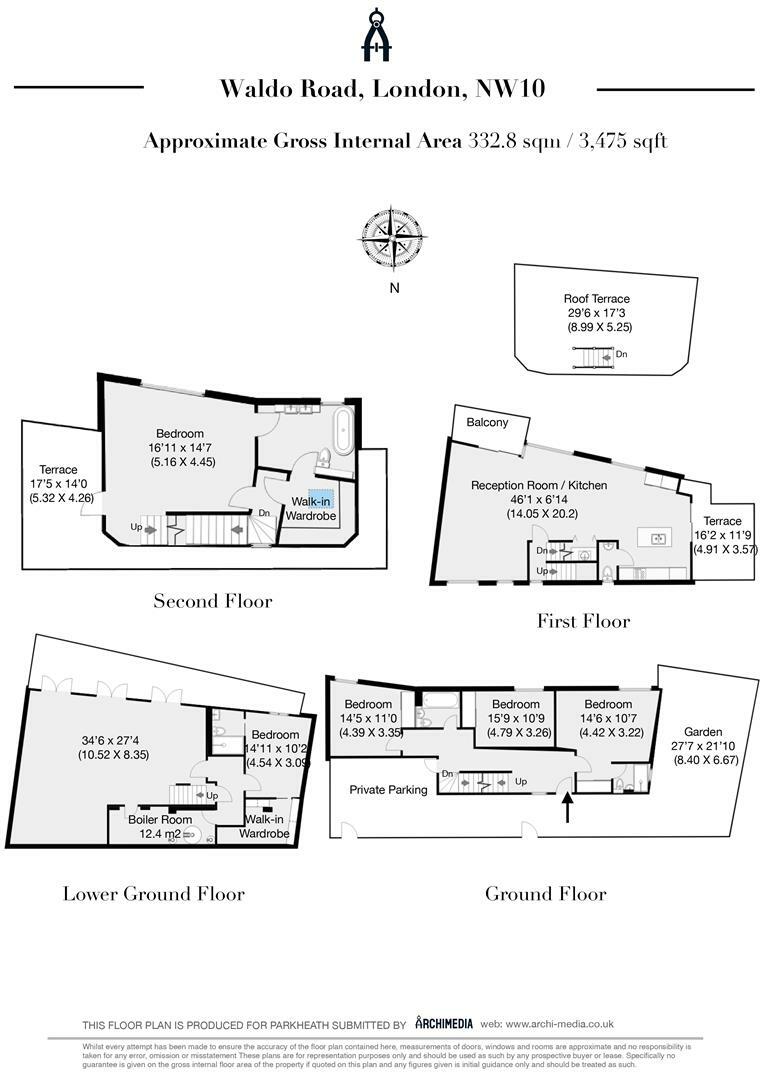 Waldo Road, London, NW10
Approximate Gross Internal Area 332.8 sqm / 3,475 sqft
N
Roof Terrace
29'6 x 17'3
(8.99 X 5.25)
Dn
Bedroom
16'11 x 14'7
(5.16 X 4.45)
Terrace
17'5 x 14'0
(5.32 X 4.26)
Up
Dn
Walk-in
Wardrobe
Second Floor
Balcony
Reception Room / Kitchen
46'1 x 6'14
(14.05 X 20.2)
Terrace
16'2 x 11'9
(4.91 X 3.57)
Dn
Up
First Floor
34'6 x 27'4
(10.52 X 8.35)
Bedroom
14'11 x 10'2
(4.54 X 3.09)
Up
Boiler Room
12.4 m2
Walk-in
Wardrobe
Lower Ground Floor
Bedroom
14'5 x 11'0
(4.39 X 3.35)
Bedroom
15'9 x 10'9
(4.79 X 3.26)
Bedroom
14'6 x 10'7
(4.42 X 3.22)
Garden
27'7 x 21'10
(8.40 X 6.67)
Dn
Up
Private Parking
Ground Floor
THIS FLOOR PLAN IS PRODUCED FOR PARKHEATH SUBMITTED BY ARCHIMEDIA web: www.archi-media.co.uk
Whilst every attempt has been made to ensure the accuracy of the floor plan contained here, measurements of doors, windows and rooms are approximate and no responsibility is
taken for any error, omission or misstatement These plans are for representation purposes only and should be used as such by any prospective buyer or lease. Specifically no
guarantee is given on the gross internal floor area of the property if quoted on this plan and any figures given is initial guidance only and should be treated as such.